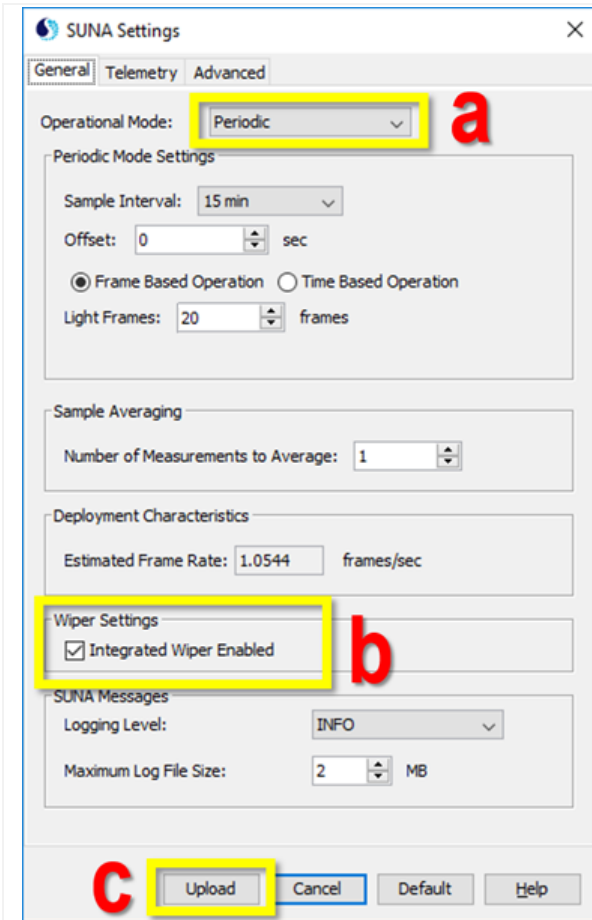 SUNA Settings
General Telemetry Advanced
Operational Mode: Periodic a
Periodic Mode Settings
Sample Interval: 15 min
Offset: 0 sec
Frame Based Operation Time Based Operation
Light Frames: 20 frames
Sample Averaging
Number of Measurements to Average: 1
Deployment Characteristics
Estimated Frame Rate: 1.0544 frames/sec
Wiper Settings
Integrated Wiper Enabled b
SUNA Messages
Logging Level: INFO
Maximum Log File Size: 2 MB
c Upload Cancel Default Help